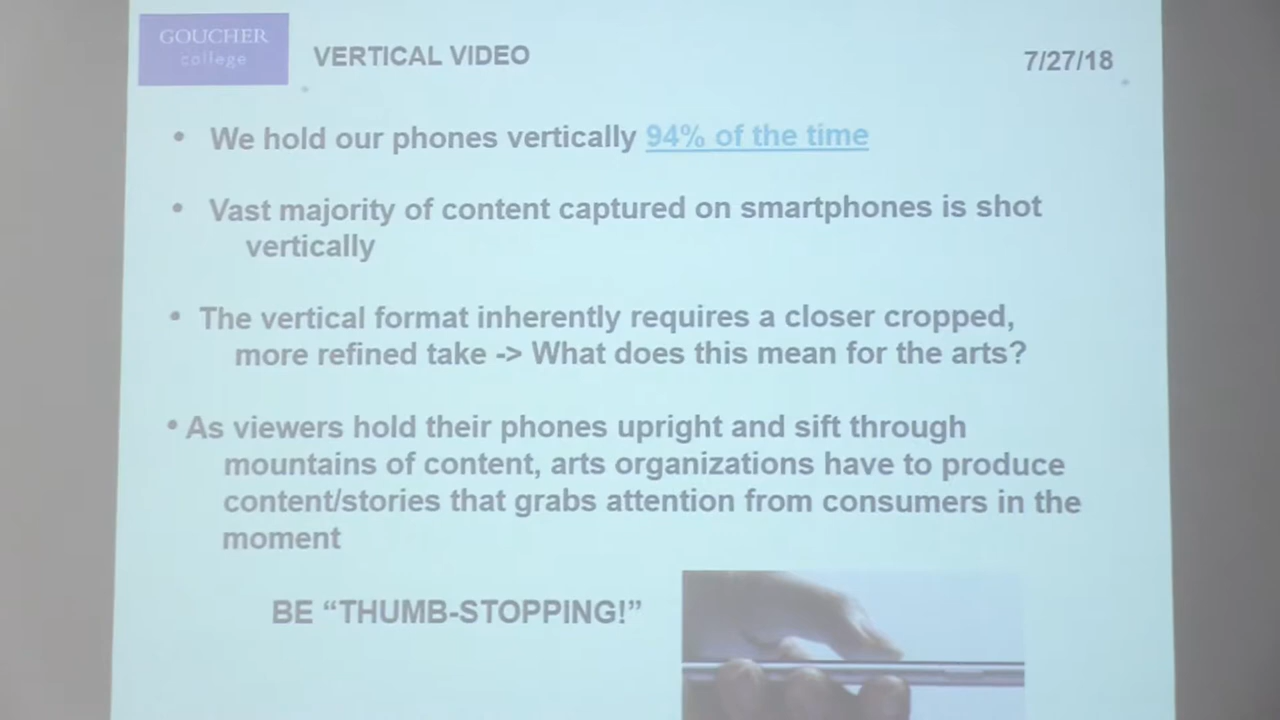 GOUCHER
college
VERTICAL VIDEO
7/27/18
• We hold our phones vertically 94% of the time
• Vast majority of content captured on smartphones is shot
vertically
• The vertical format inherently requires a closer cropped,
more refined take -> What does this mean for the arts?
• As viewers hold their phones upright and sift through
mountains of content, arts organizations have to produce
content/stories that grabs attention from consumers in the
moment
BE “THUMB-STOPPING!”